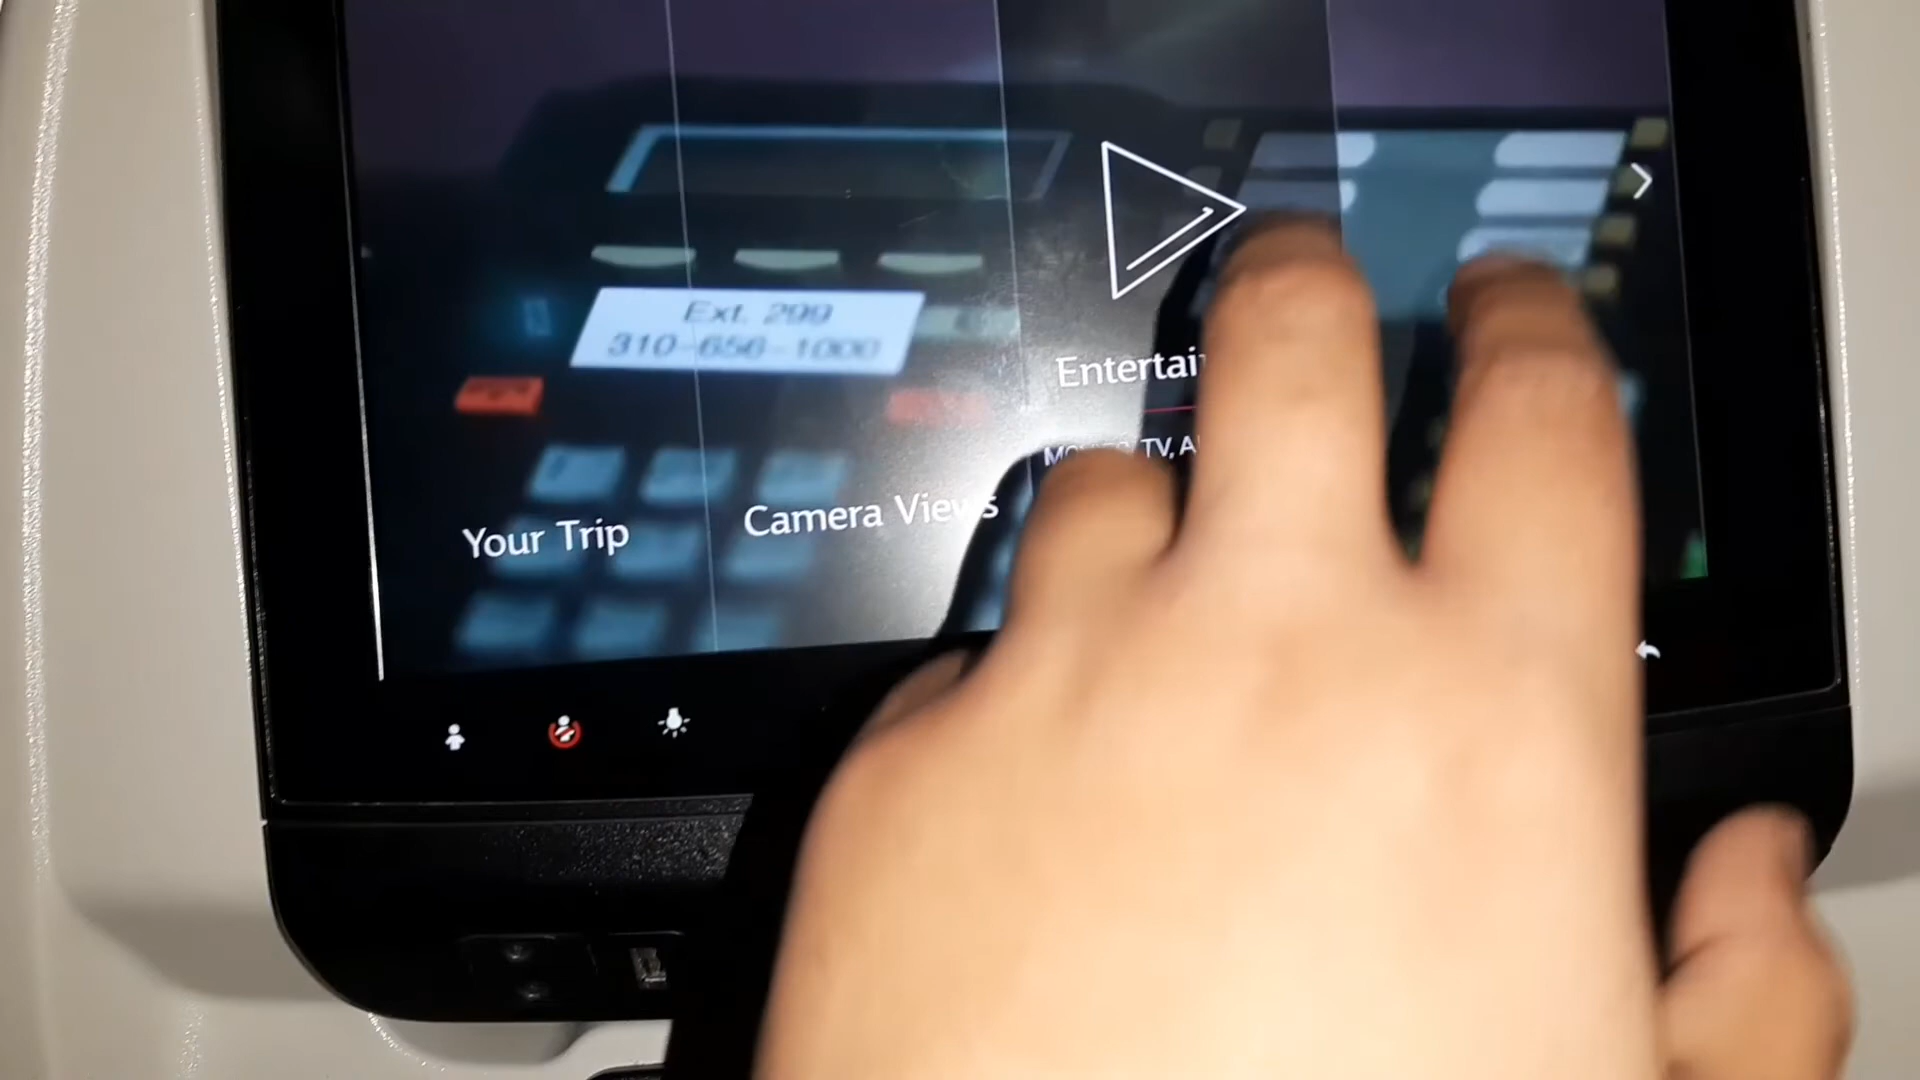 Ext. 299
310-656-1000
Entertai
TV, A
Your Trip
Camera Views